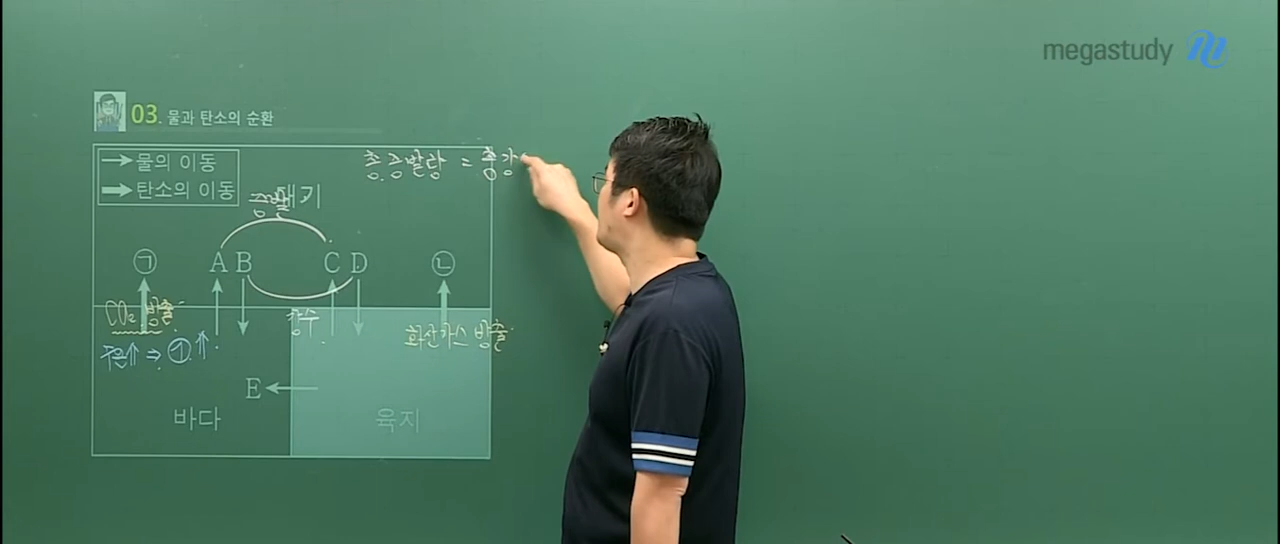 megastudy
03. 물과 탄소의 순환
→ 물의 이동
→ 탄소의 이동
총 증발량 = 총강
증발
대기
㉠ A B C D ㉡
CO₂ 방출
강수
화산가스 방출
수온↑ ⇒ ㉠↑
E ←
바다
육지